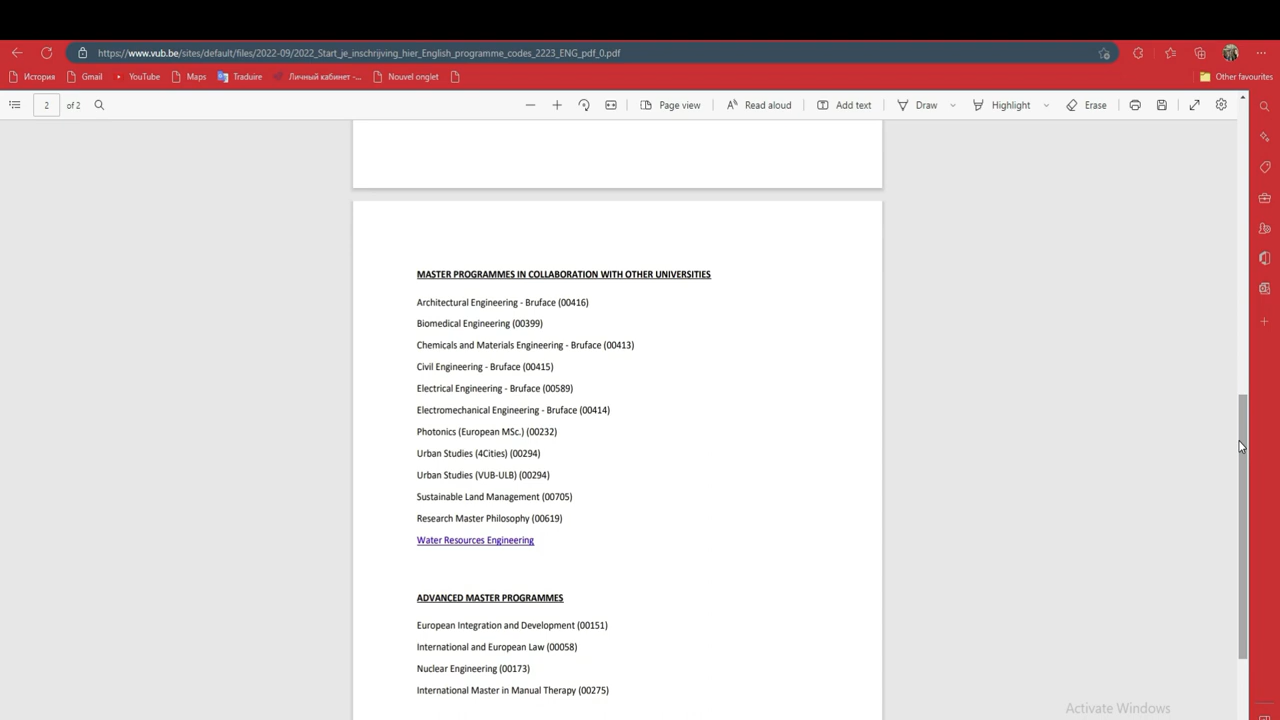 https://www.vub.be/sites/default/files/2022-09/2022_Start_je_inschrijving_hier_English_programme_codes_2223_ENG_pdf_0.pdf
История Gmail YouTube Maps Traduire Личный кабинет -... Nouvel onglet Other favourites
2 of 2 Page view Read aloud Add text Draw Highlight Erase
MASTER PROGRAMMES IN COLLABORATION WITH OTHER UNIVERSITIES
Architectural Engineering - Bruface (00416)
Biomedical Engineering (00399)
Chemicals and Materials Engineering - Bruface (00413)
Civil Engineering - Bruface (00415)
Electrical Engineering - Bruface (00589)
Electromechanical Engineering - Bruface (00414)
Photonics (European MSc.) (00232)
Urban Studies (4Cities) (00294)
Urban Studies (VUB-ULB) (00294)
Sustainable Land Management (00705)
Research Master Philosophy (00619)
Water Resources Engineering
ADVANCED MASTER PROGRAMMES
European Integration and Development (00151)
International and European Law (00058)
Nuclear Engineering (00173)
International Master in Manual Therapy (00275)
Activate Windows